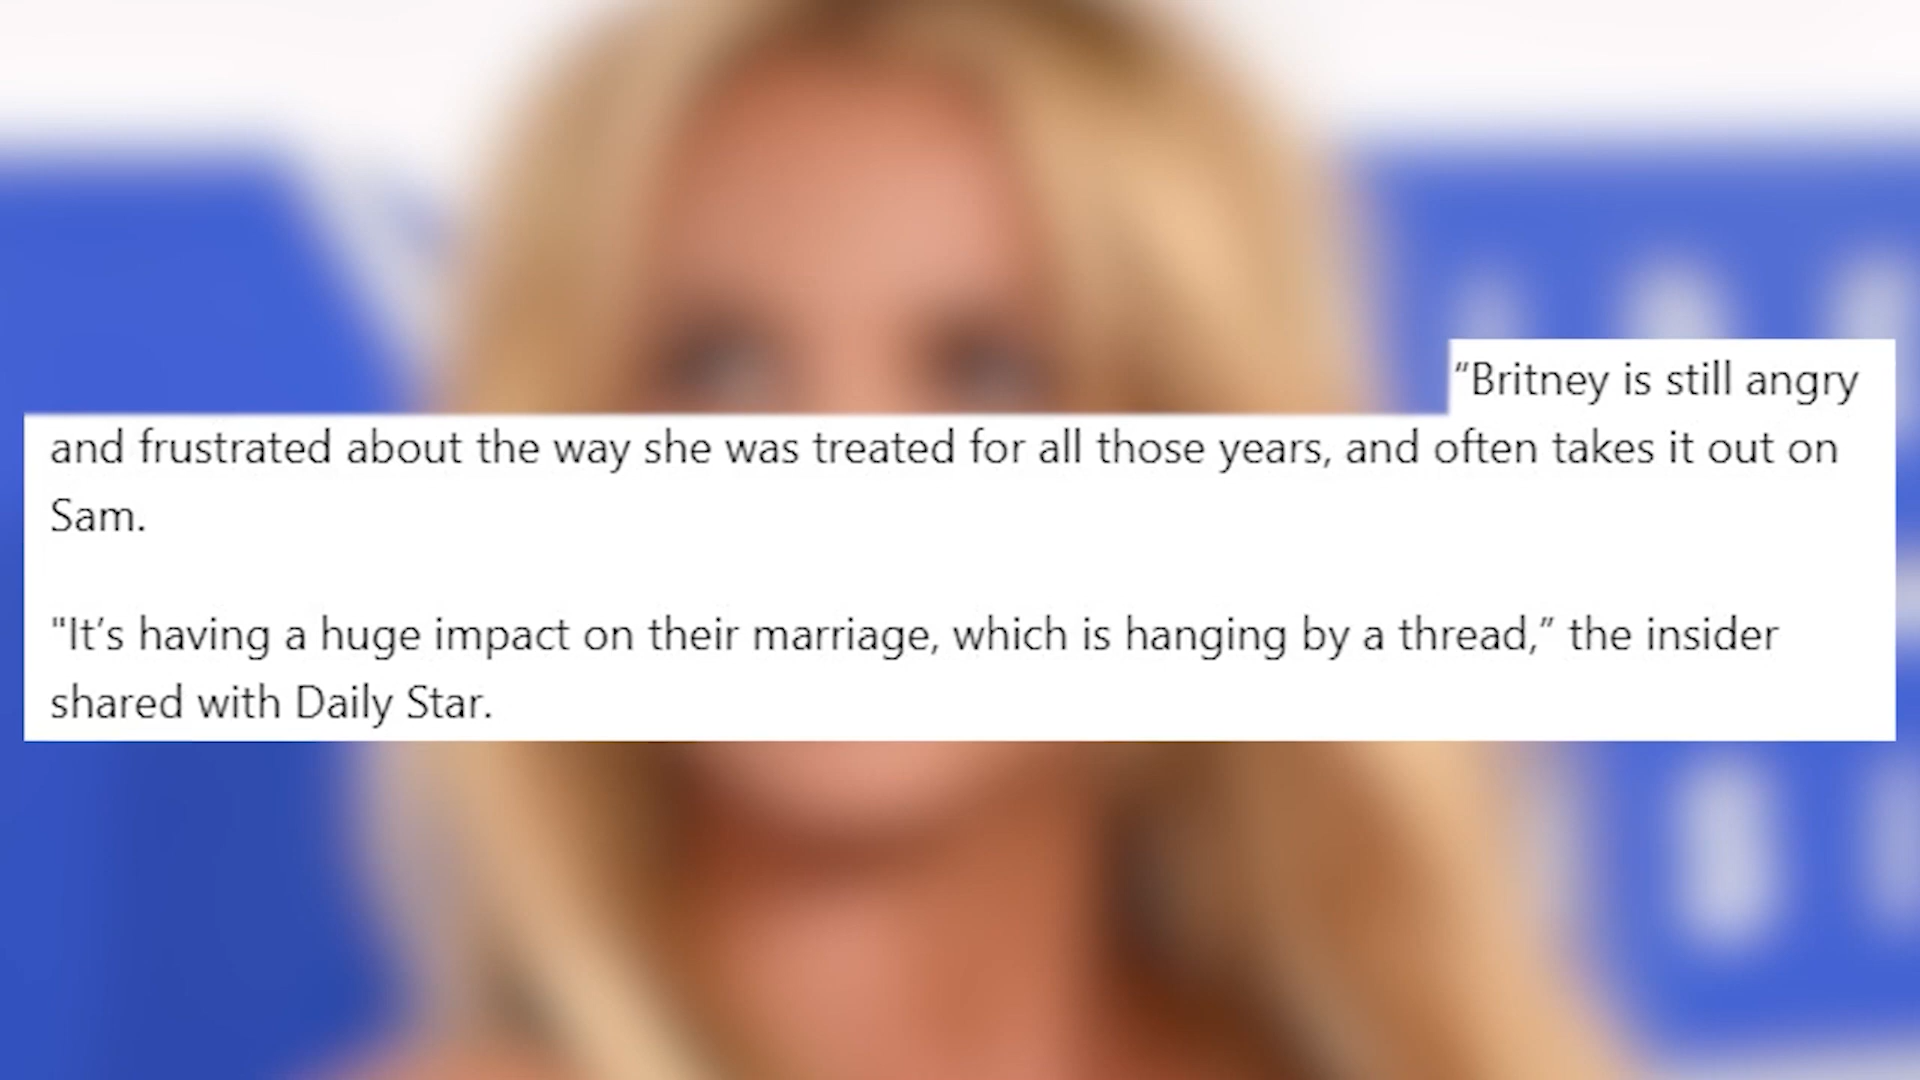 “Britney is still angry
and frustrated about the way she was treated for all those years, and often takes it out on
Sam.
"It’s having a huge impact on their marriage, which is hanging by a thread,” the insider
shared with Daily Star.